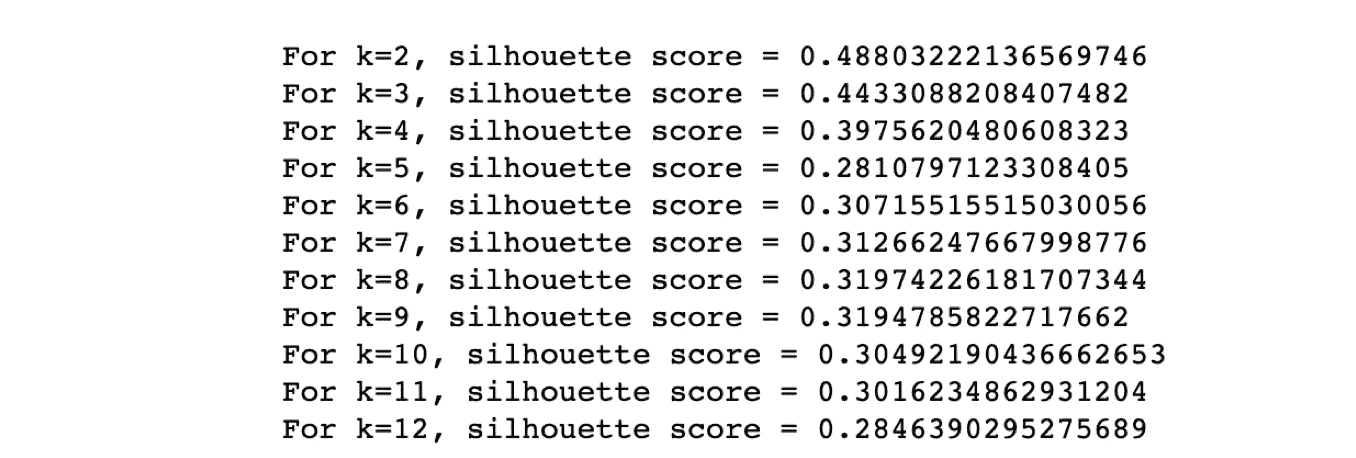 For k=2, silhouette score = 0.48803222136569746
For k=3, silhouette score = 0.4433088208407482
For k=4, silhouette score = 0.3975620480608323
For k=5, silhouette score = 0.2810797123308405
For k=6, silhouette score = 0.30715515515030056
For k=7, silhouette score = 0.31266247667998776
For k=8, silhouette score = 0.31974226181707344
For k=9, silhouette score = 0.3194785822717662
For k=10, silhouette score = 0.30492190436662653
For k=11, silhouette score = 0.3016234862931204
For k=12, silhouette score = 0.2846390295275689